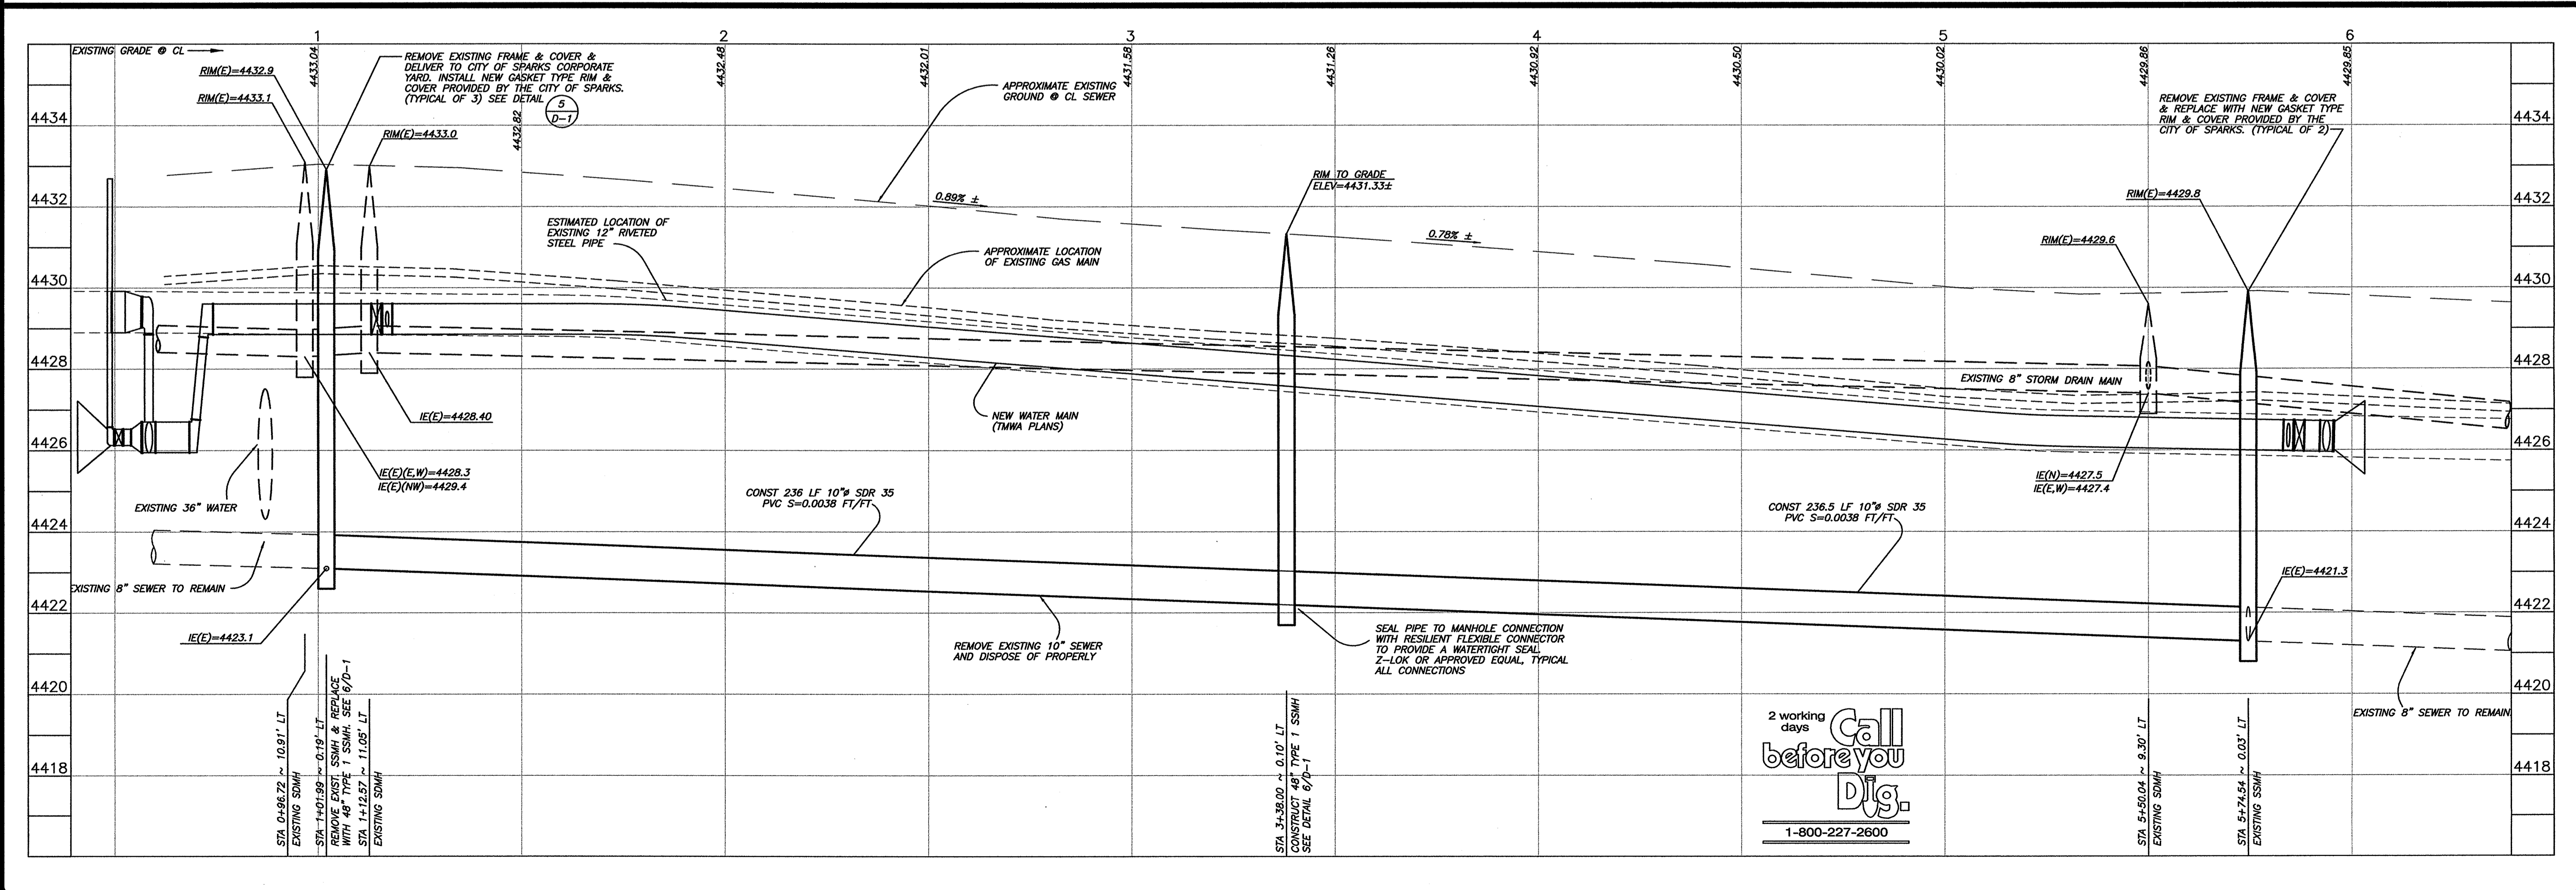 1
2
3
4
5
6
EXISTING GRADE @ CL
4433.04
4432.82
4432.48
4432.01
4431.58
4431.26
4430.92
4430.50
4430.02
4429.86
4429.85
RIM(E)=4432.9
RIM(E)=4433.1
REMOVE EXISTING FRAME & COVER &
DELIVER TO CITY OF SPARKS CORPORATE
YARD. INSTALL NEW GASKET TYPE RIM &
COVER PROVIDED BY THE CITY OF SPARKS.
(TYPICAL OF 3) SEE DETAIL
5
D-1
RIM(E)=4433.0
APPROXIMATE EXISTING
GROUND @ CL SEWER
REMOVE EXISTING FRAME & COVER
& REPLACE WITH NEW GASKET TYPE
RIM & COVER PROVIDED BY THE
CITY OF SPARKS. (TYPICAL OF 2)
4434
4434
4432
4432
4430
4430
4428
4428
4426
4426
4424
4424
4422
4422
4420
4420
4418
4418
RIM TO GRADE
ELEV=4431.33±
0.89% ±
0.78% ±
RIM(E)=4429.8
RIM(E)=4429.6
ESTIMATED LOCATION OF
EXISTING 12" RIVETED
STEEL PIPE
APPROXIMATE LOCATION
OF EXISTING GAS MAIN
EXISTING 8" STORM DRAIN MAIN
IE(E)=4428.40
NEW WATER MAIN
(TMWA PLANS)
IE(E)(E,W)=4428.3
IE(E)(NW)=4429.4
IE(N)=4427.5
IE(E,W)=4427.4
EXISTING 36" WATER
CONST 236 LF 10"ø SDR 35
PVC S=0.0038 FT/FT
CONST 236.5 LF 10"ø SDR 35
PVC S=0.0038 FT/FT
IE(E)=4421.3
EXISTING 8" SEWER TO REMAIN
IE(E)=4423.1
REMOVE EXISTING 10" SEWER
AND DISPOSE OF PROPERLY
SEAL PIPE TO MANHOLE CONNECTION
WITH RESILIENT FLEXIBLE CONNECTOR
TO PROVIDE A WATERTIGHT SEAL.
Z-LOK OR APPROVED EQUAL, TYPICAL
ALL CONNECTIONS
EXISTING 8" SEWER TO REMAIN
STA 0+96.72 ~ 10.91' LT
EXISTING SDMH
STA 1+01.99 ~ 0.19' LT
REMOVE EXIST. SSMH & REPLACE
WITH 48" TYPE 1 SSMH. SEE 6/D-1
STA 1+12.57 ~ 11.05' LT
EXISTING SDMH
STA 3+38.00 ~ 0.10' LT
CONSTRUCT 48" TYPE 1 SSMH
SEE DETAIL 6/D-1
2 working
days
Call
before you
Dig.
1-800-227-2600
STA 5+50.04 ~ 9.30' LT
EXISTING SDMH
STA 5+74.54 ~ 0.03' LT
EXISTING SSMH